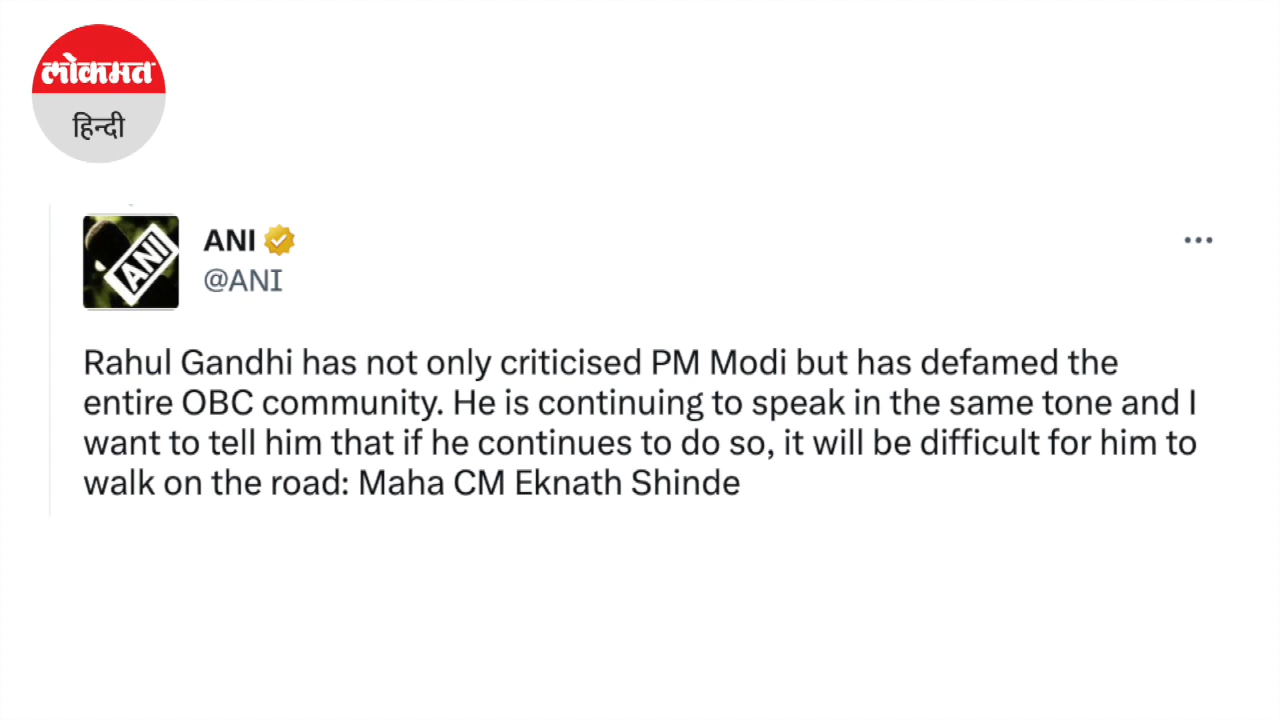 लोकमत
हिन्दी
ANI
ANI
@ANI
Rahul Gandhi has not only criticised PM Modi but has defamed the
entire OBC community. He is continuing to speak in the same tone and I
want to tell him that if he continues to do so, it will be difficult for him to
walk on the road: Maha CM Eknath Shinde